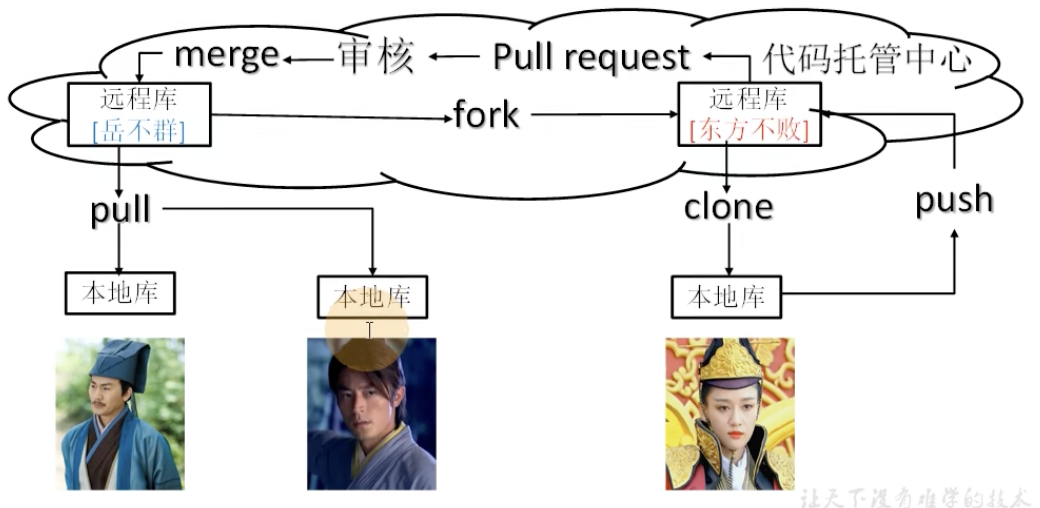 merge
审核
Pull request
代码托管中心
远程库
[岳不群]
fork
远程库
[东方不败]
pull
clone
push
本地库
本地库
本地库
让天下没有难学的技术